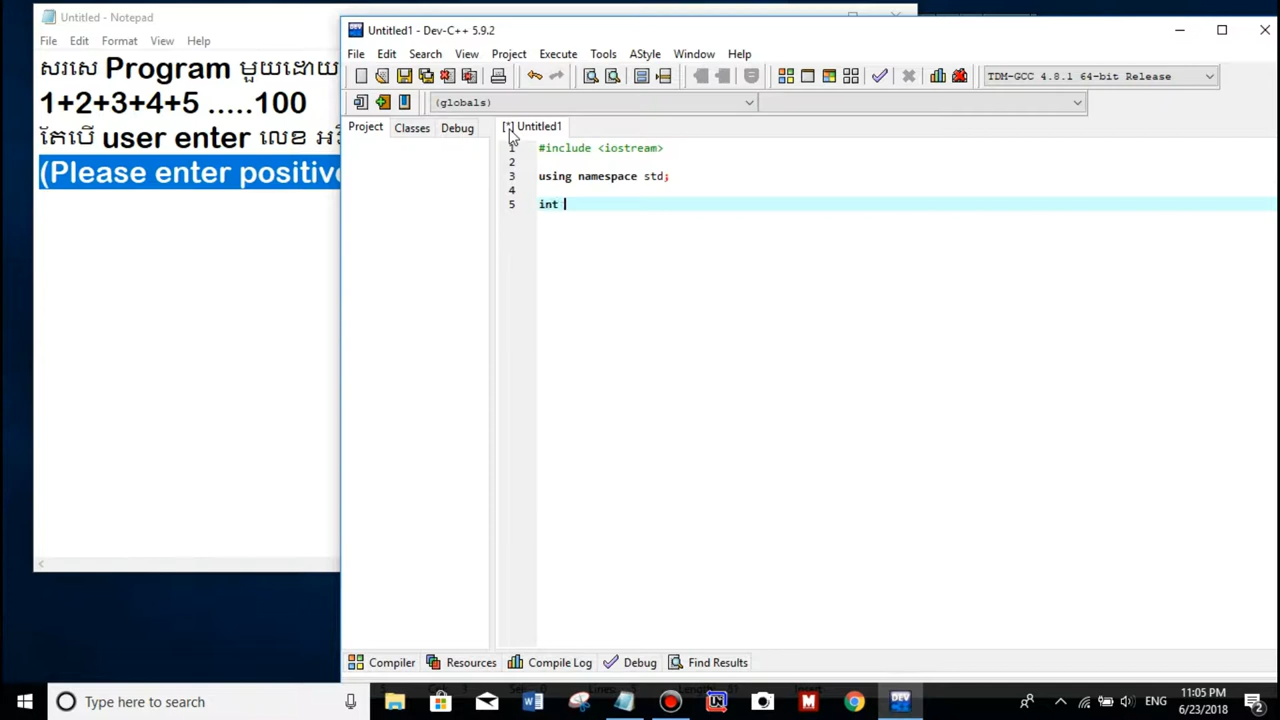 Untitled - Notepad
File Edit Format View Help
សរសេ Program មួយដោយ
1+2+3+4+5 .....100
តែបើ user enter លេខ
(Please enter positive
Untitled1 - Dev-C++ 5.9.2
File Edit Search View Project Execute Tools AStyle Window Help
TDM-GCC 4.8.1 64-bit Release
(globals)
Project Classes Debug
[*] Untitled1
1 #include <iostream>
2
3 using namespace std;
4
5 int
Compiler Resources Compile Log Debug Find Results
Type here to search
DEV
ENG
11:05 PM
6/23/2018
2